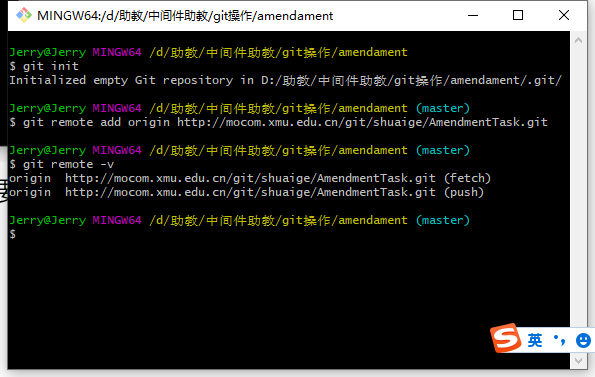 MINGW64:/d/助教/中间件助教/git操作/amendament
Jerry@Jerry MINGW64 /d/助教/中间件助教/git操作/amendament
$ git init
Initialized empty Git repository in D:/助教/中间件助教/git操作/amendament/.git/
Jerry@Jerry MINGW64 /d/助教/中间件助教/git操作/amendament (master)
$ git remote add origin http://mocom.xmu.edu.cn/git/shuaige/AmendmentTask.git
Jerry@Jerry MINGW64 /d/助教/中间件助教/git操作/amendament (master)
$ git remote -v
origin  http://mocom.xmu.edu.cn/git/shuaige/AmendmentTask.git (fetch)
origin  http://mocom.xmu.edu.cn/git/shuaige/AmendmentTask.git (push)
Jerry@Jerry MINGW64 /d/助教/中间件助教/git操作/amendament (master)
$
S 英 •,